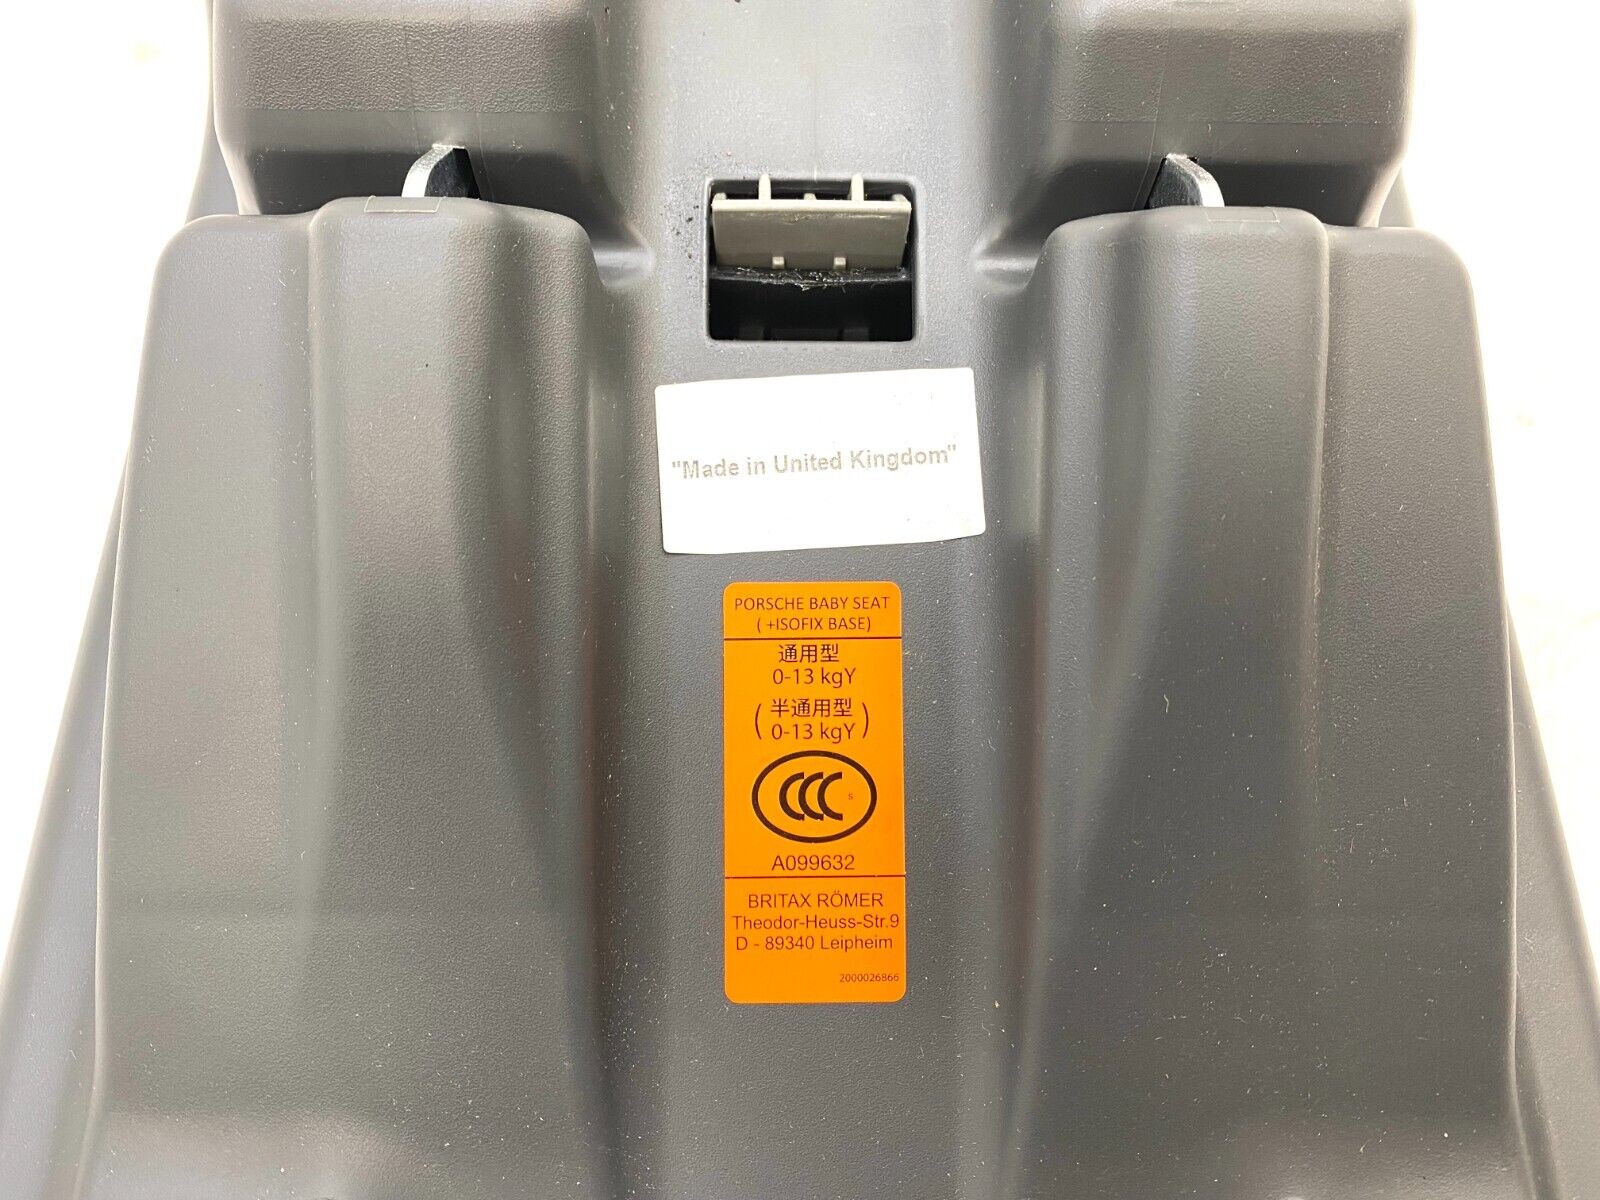 "Made in United Kingdom"
PORSCHE BABY SEAT
( +ISOFIX BASE)
通用型
0-13 kgY
( 半通用型 )
0-13 kgY
CCC S
A099632
BRITAX RÖMER
Theodor-Heuss-Str.9
D - 89340 Leipheim
2000026866